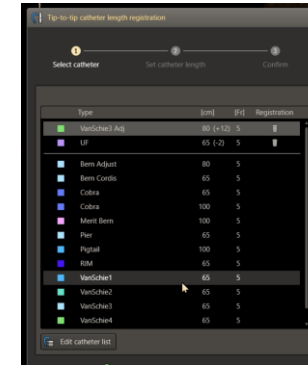 Tip-to-tip catheter length registration
1 2 3
Select catheter Set catheter length Confirm
Type [cm] [Fr] Registration
VanSchie3 Adj 80 (+12) 5
UF 65 (-2) 5
Bern Adjust 80 5
Bern Cordis 65 5
Cobra 65 5
Cobra 100 5
Merit Bern 100 5
Pier 65 5
Pigtail 100 5
RIM 65 5
VanSchie1 65 5
VanSchie2 65 5
VanSchie3 65 5
VanSchie4 65 5
Edit catheter list